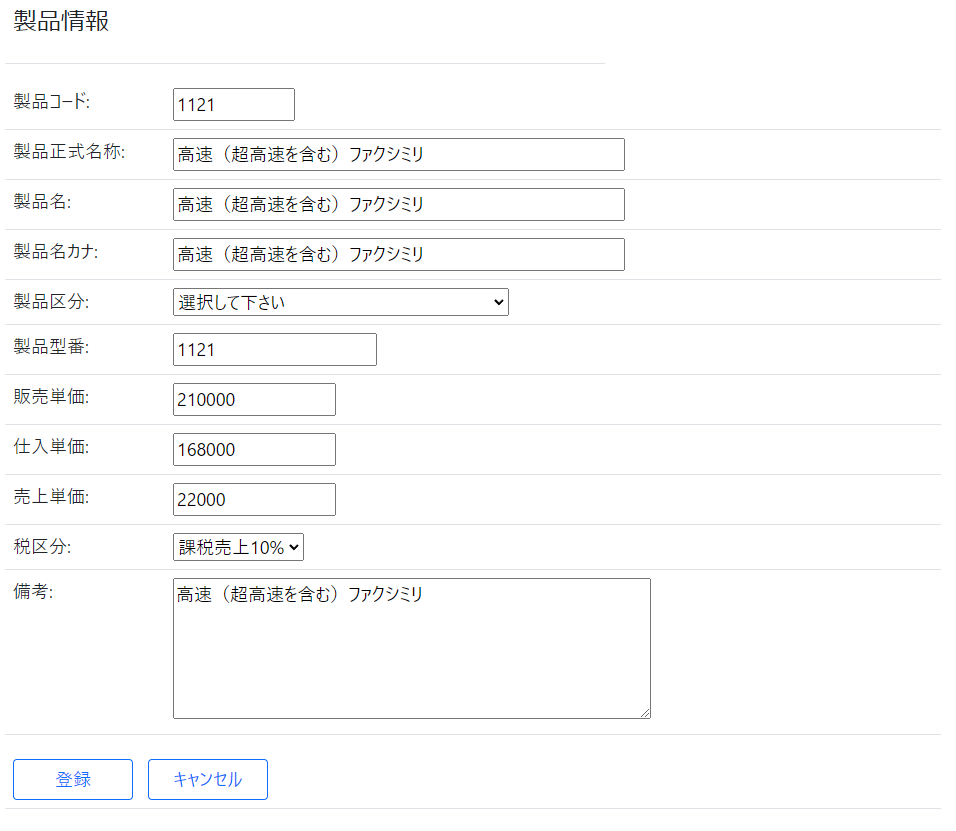 製品情報
製品コード: 1121
製品正式名称: 高速（超高速を含む）ファクシミリ
製品名: 高速（超高速を含む）ファクシミリ
製品名カナ: 高速（超高速を含む）ファクシミリ
製品区分: 選択して下さい
製品型番: 1121
販売単価: 210000
仕入単価: 168000
売上単価: 22000
税区分: 課税売上10%
備考: 高速（超高速を含む）ファクシミリ
登録 キャンセル